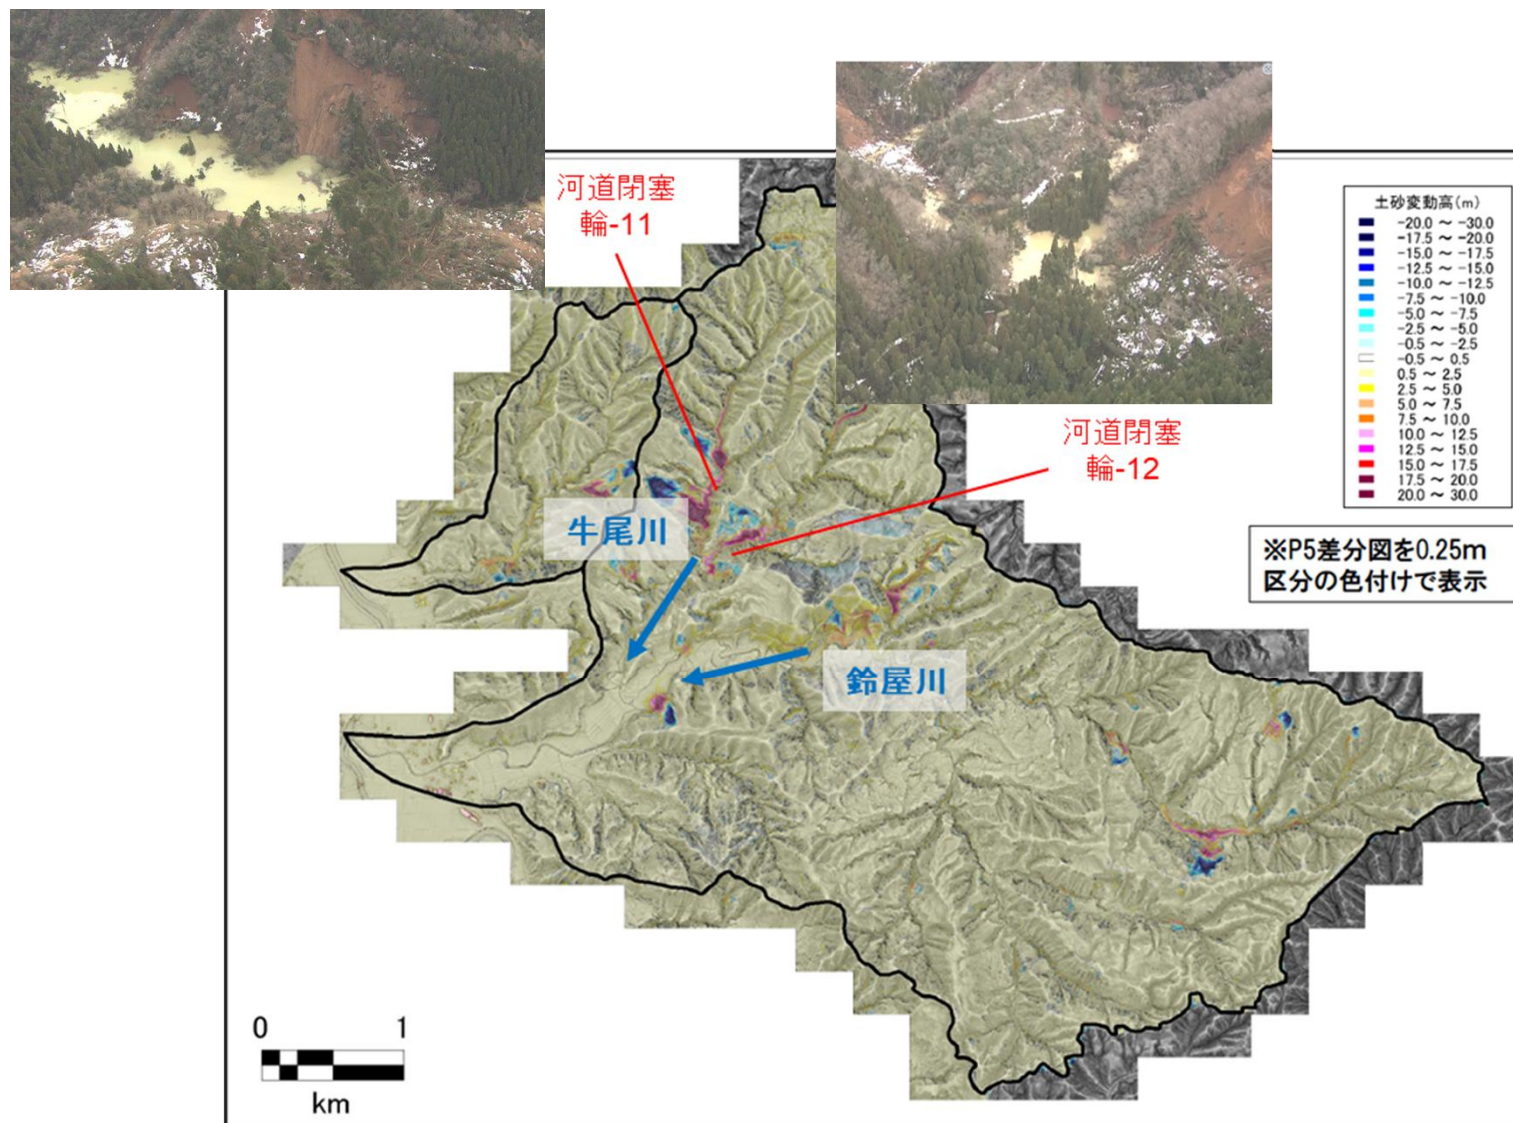 河道閉塞
輪-11
河道閉塞
輪-12
牛尾川
鈴屋川
土砂変動高(m)
-20.0 ～ -30.0
-17.5 ～ -20.0
-15.0 ～ -17.5
-12.5 ～ -15.0
-10.0 ～ -12.5
-7.5 ～ -10.0
-5.0 ～ -7.5
-2.5 ～ -5.0
-0.5 ～ -2.5
-0.5 ～ 0.5
0.5 ～ 2.5
2.5 ～ 5.0
5.0 ～ 7.5
7.5 ～ 10.0
10.0 ～ 12.5
12.5 ～ 15.0
15.0 ～ 17.5
17.5 ～ 20.0
20.0 ～ 30.0
※P5差分図を0.25m
区分の色付けで表示
0 1
km